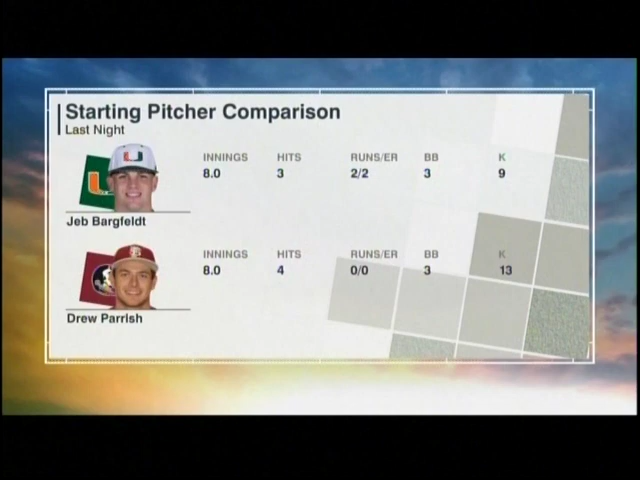 Starting Pitcher Comparison
Last Night
INNINGS HITS RUNS/ER BB K
8.0 3 2/2 3 9
U
U
Jeb Bargfeldt
INNINGS HITS RUNS/ER BB K
8.0 4 0/0 3 13
Drew Parrish